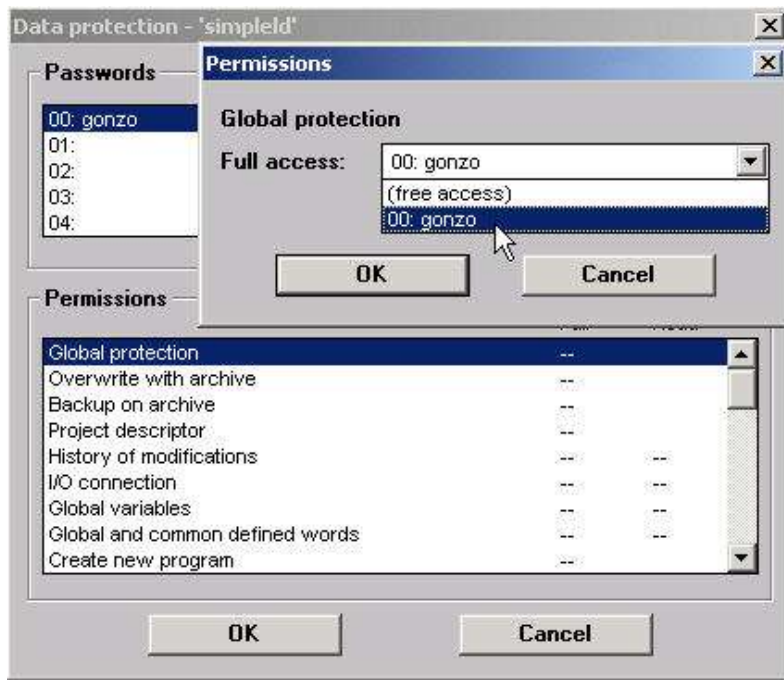 Data protection - 'simpleld'
Passwords
00: gonzo
01:
02:
03:
04:
Permissions
Global protection
Full access: 00: gonzo
(free access)
00: gonzo
OK Cancel
Permissions
Global protection --
Overwrite with archive --
Backup on archive --
Project descriptor --
History of modifications -- --
I/O connection -- --
Global variables -- --
Global and common defined words -- --
Create new program --
OK Cancel